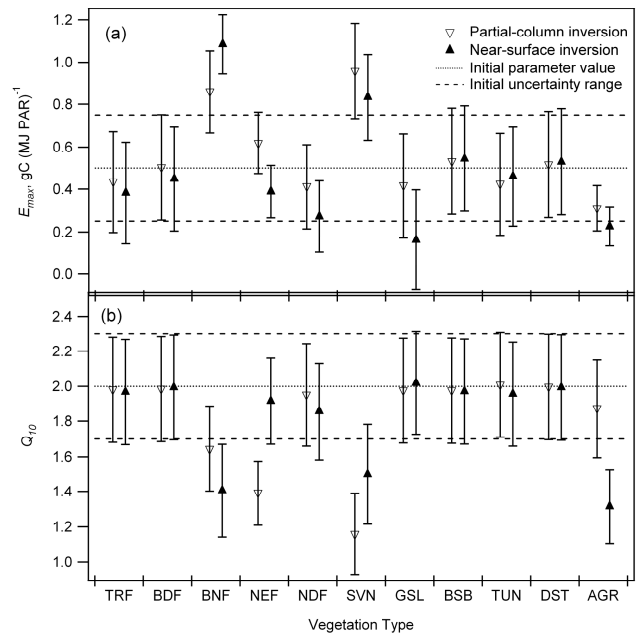 (a)
Partial-column inversion
Near-surface inversion
Initial parameter value
Initial uncertainty range
1.2
1.0
0.8
0.6
0.4
0.2
0.0
Emax, gC (MJ PAR)-1
(b)
2.4
2.2
2.0
1.8
1.6
1.4
1.2
1.0
Q10
TRF BDF BNF NEF NDF SVN GSL BSB TUN DST AGR
Vegetation Type